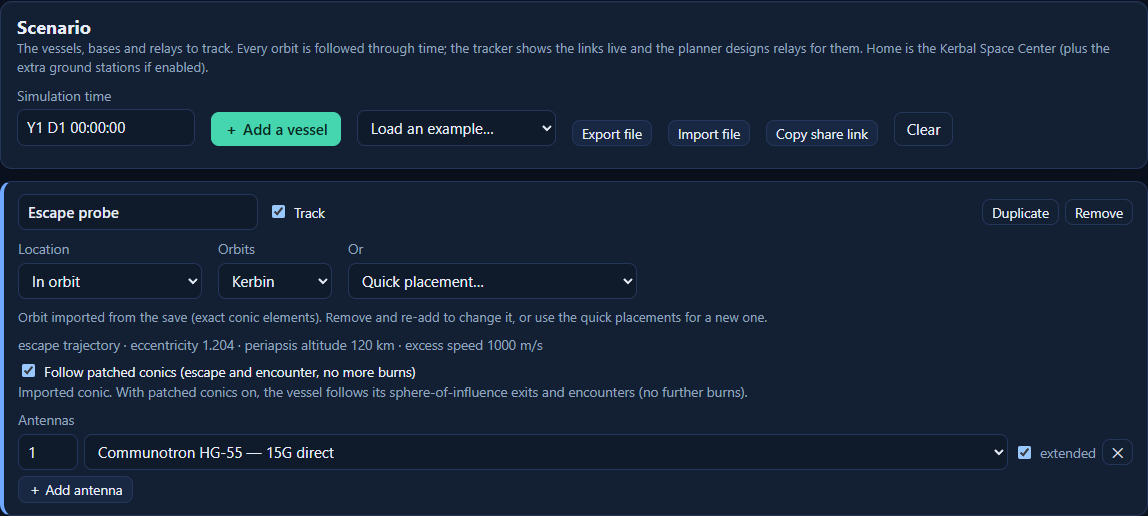 Scenario
The vessels, bases and relays to track. Every orbit is followed through time; the tracker shows the links live and the planner designs relays for them. Home is the Kerbal Space Center (plus the
extra ground stations if enabled).
Simulation time
Y1 D1 00:00:00
+ Add a vessel
Load an example...
Export file
Import file
Copy share link
Clear
Escape probe
Track
Duplicate
Remove
Location
Orbits
Or
In orbit
Kerbin
Quick placement...
Orbit imported from the save (exact conic elements). Remove and re-add to change it, or use the quick placements for a new one.
escape trajectory · eccentricity 1.204 · periapsis altitude 120 km · excess speed 1000 m/s
Follow patched conics (escape and encounter, no more burns)
Imported conic. With patched conics on, the vessel follows its sphere-of-influence exits and encounters (no further burns).
Antennas
1
Communotron HG-55 — 15G direct
extended
×
+ Add antenna